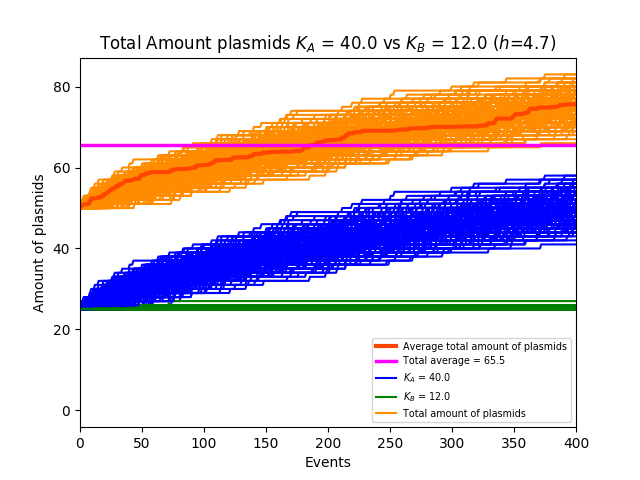 Total Amount plasmids K_A = 40.0 vs K_B = 12.0 (h=4.7)
Amount of plasmids
80
60
40
20
0
Average total amount of plasmids
Total average = 65.5
K_A = 40.0
K_B = 12.0
Total amount of plasmids
0 50 100 150 200 250 300 350 400
Events